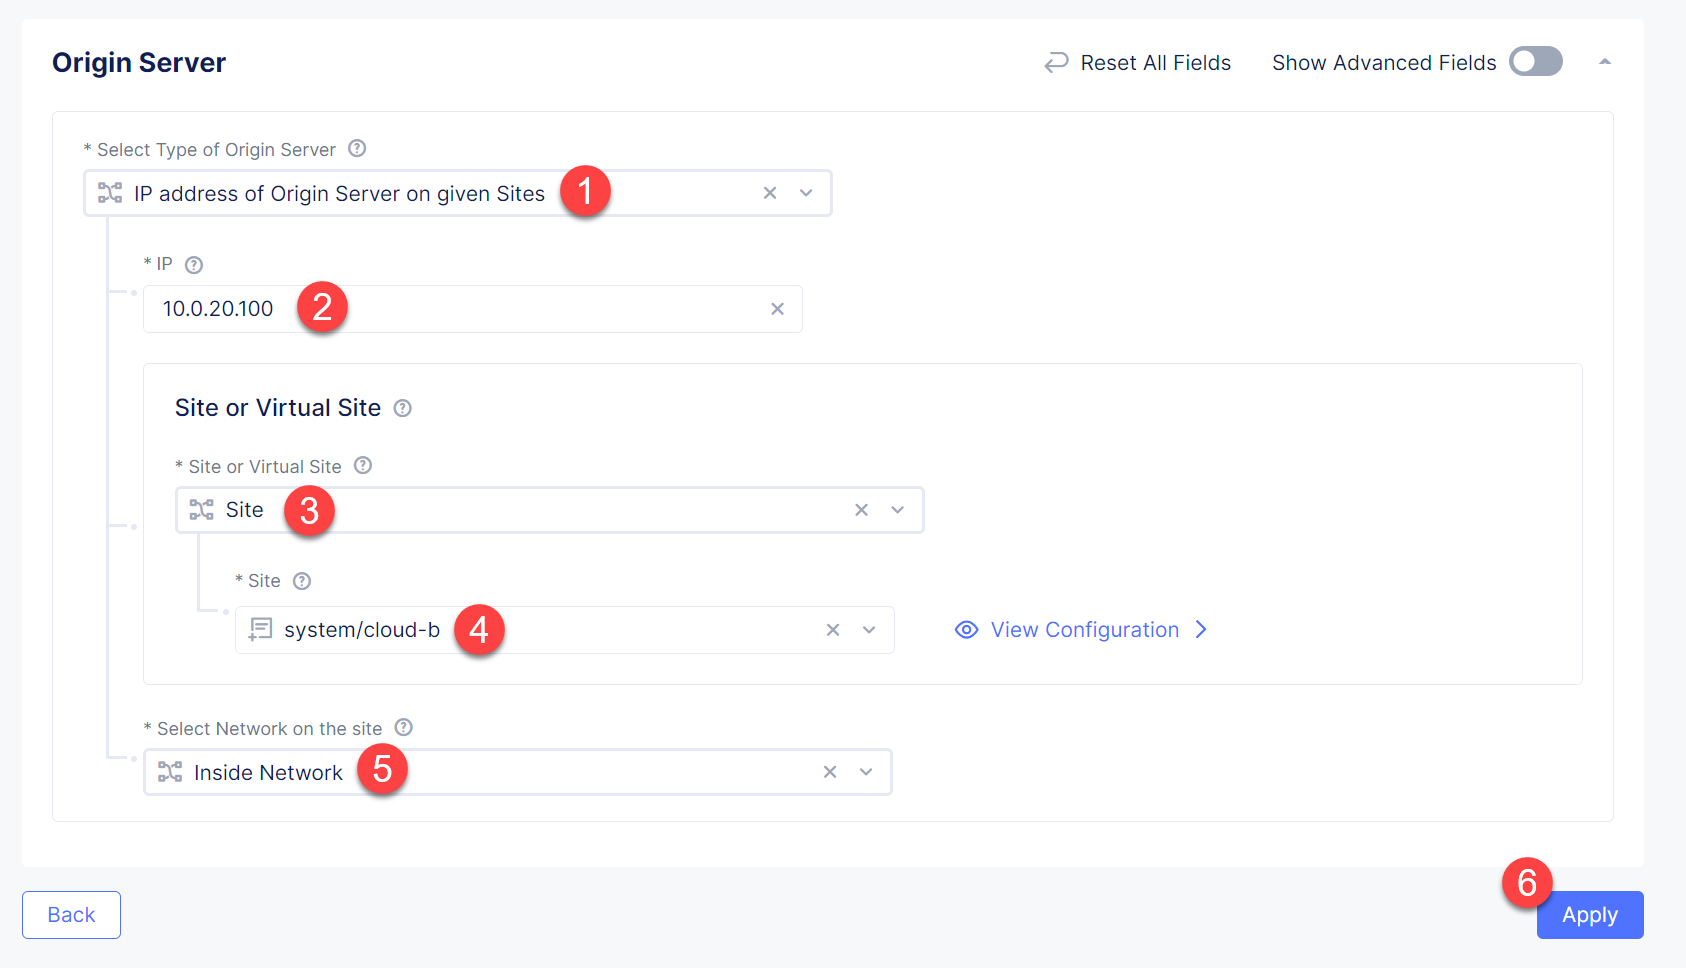 Origin Server
Reset All Fields
Show Advanced Fields
* Select Type of Origin Server ?
IP address of Origin Server on given Sites 1
* IP ?
10.0.20.100 2
Site or Virtual Site ?
* Site or Virtual Site ?
Site 3
* Site ?
system/cloud-b 4
View Configuration
* Select Network on the site ?
Inside Network 5
6
Back
Apply